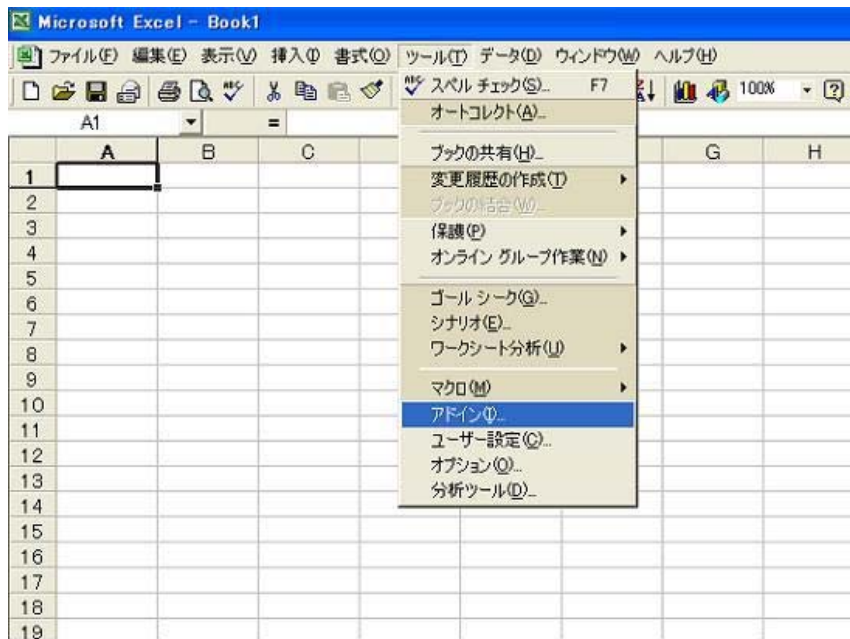 Microsoft Excel - Book1
ファイル(F) 編集(E) 表示(V) 挿入(I) 書式(O) ツール(T) データ(D) ウィンドウ(W) ヘルプ(H)
100%
A1 =
A B C G H
スペル チェック(S)... F7
オートコレクト(A)...
ブックの共有(H)...
変更履歴の作成(T)
ブックの結合(W)...
保護(P)
オンライン グループ作業(N)
ゴール シーク(G)...
シナリオ(E)...
ワークシート分析(U)
マクロ(M)
アドイン(I)...
ユーザー設定(C)...
オプション(O)...
分析ツール(D)...
1
2
3
4
5
6
7
8
9
10
11
12
13
14
15
16
17
18
19